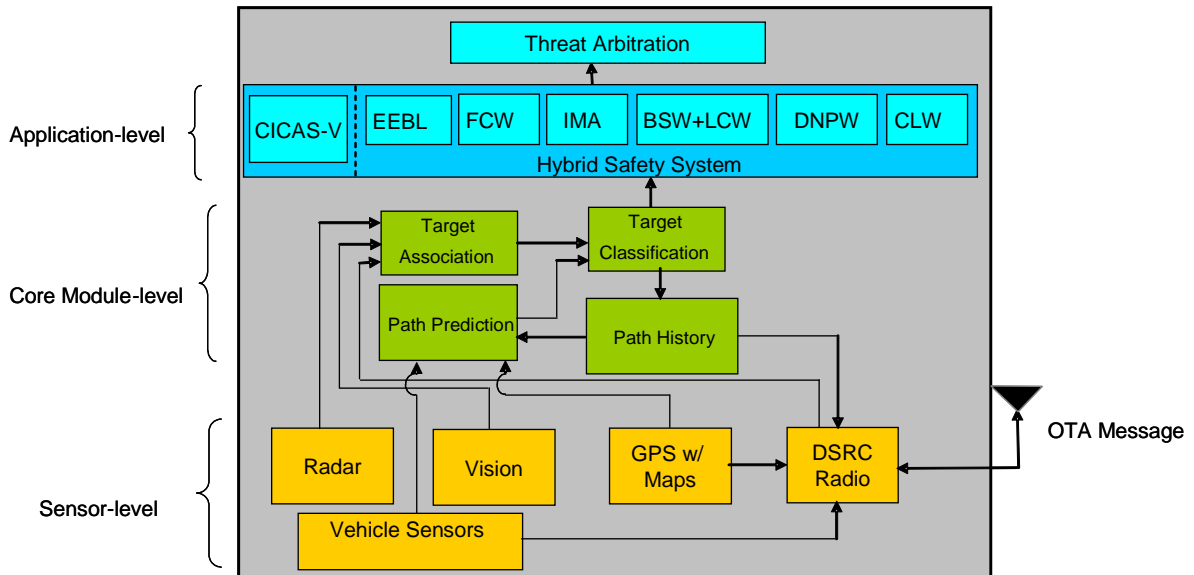 Threat Arbitration
Application-level
CICAS-V
EEBL
FCW
IMA
BSW+LCW
DNPW
CLW
Hybrid Safety System
Core Module-level
Target
Association
Target
Classification
Path Prediction
Path History
Sensor-level
Radar
Vision
GPS w/
Maps
DSRC
Radio
OTA Message
Vehicle Sensors